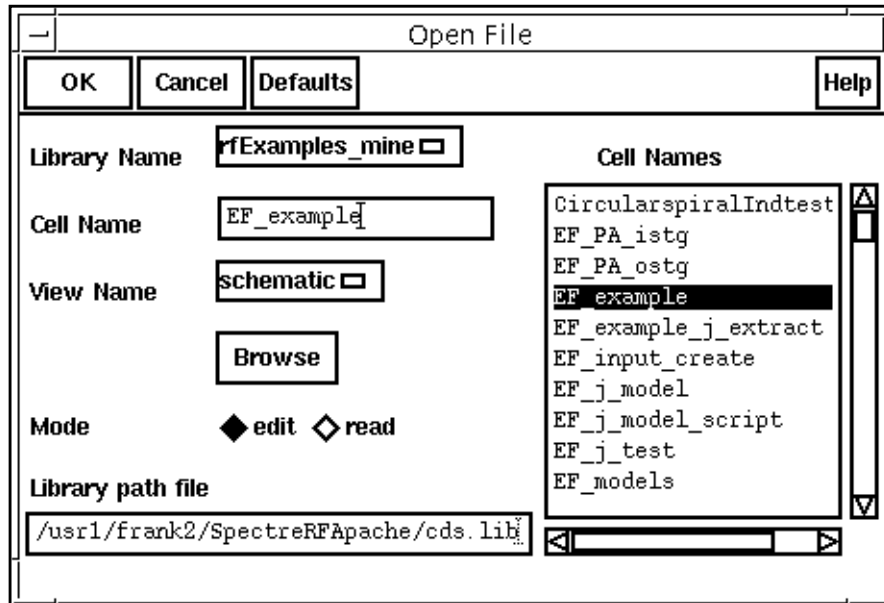 Open File
OK Cancel Defaults Help
Library Name rfExamples_mine
Cell Name EF_example
View Name schematic
Browse
Mode edit read
Library path file
/usr1/frank2/SpectreRFApache/cds.lib
Cell Names
CircularspiralIndtest
EF_PA_istg
EF_PA_ostg
EF_example
EF_example_j_extract
EF_input_create
EF_j_model
EF_j_model_script
EF_j_test
EF_models